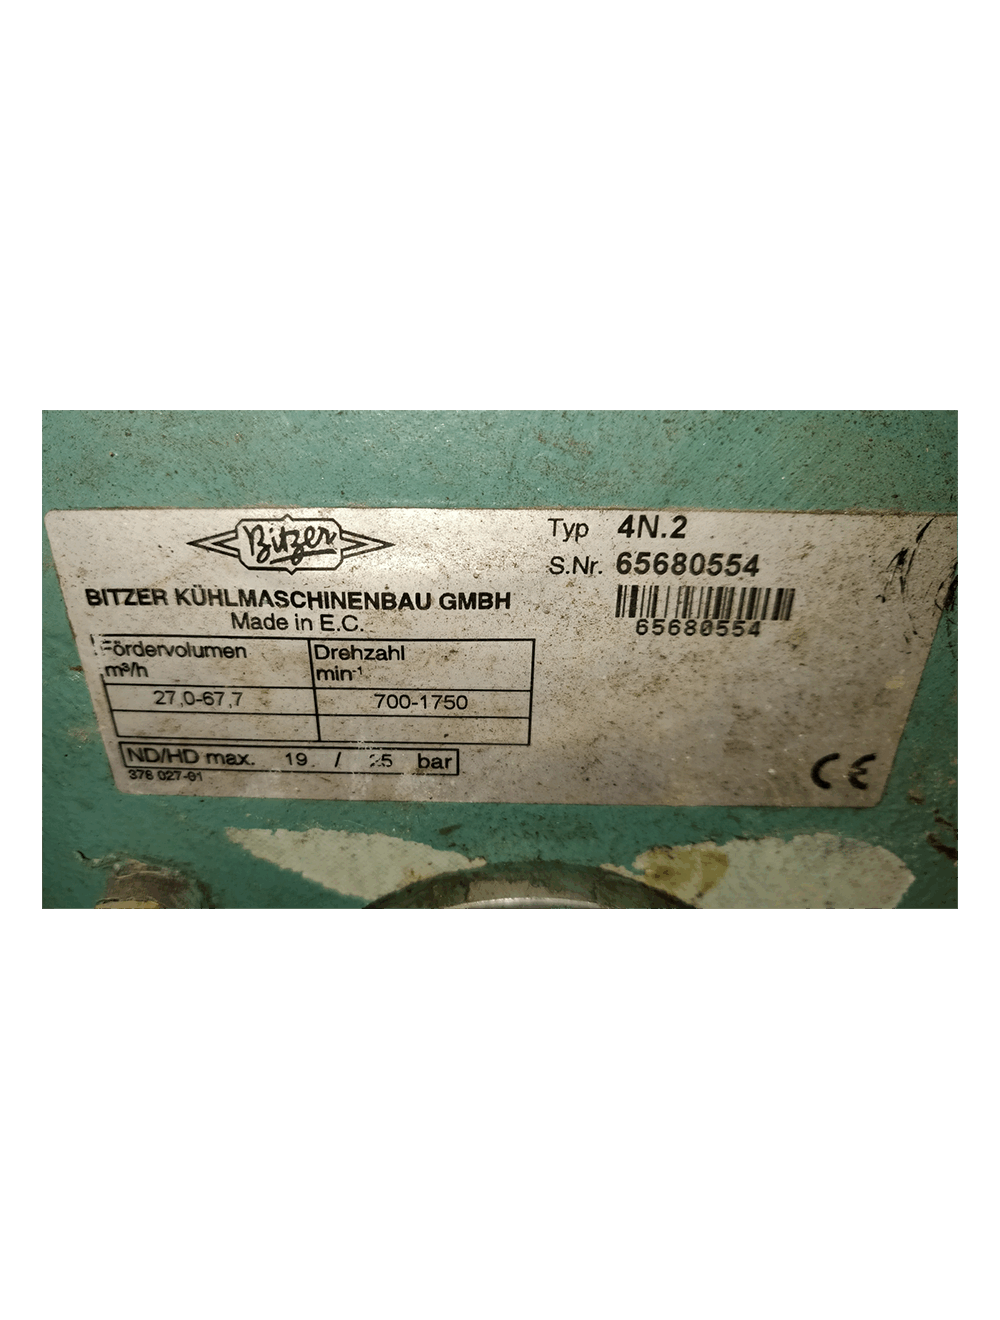 Bitzer
BITZER KÜHLMASCHINENBAU GMBH
Made in E.C.
Typ 4N.2
S.Nr. 65680554
65680554
Fördervolumen
m³/h
Drehzahl
min⁻¹
27,0-67,7
700-1750
ND/HD max. 19 / 25 bar
378 027-01
CE